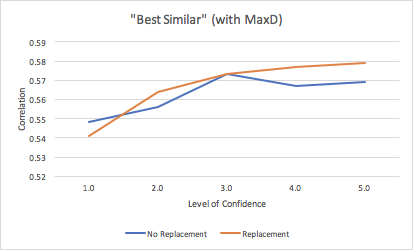 "Best Similar" (with MaxD)
0.59
0.58
0.57
0.56
0.55
0.54
0.53
0.52
Correlation
1.0 2.0 3.0 4.0 5.0
Level of Confidence
No Replacement Replacement